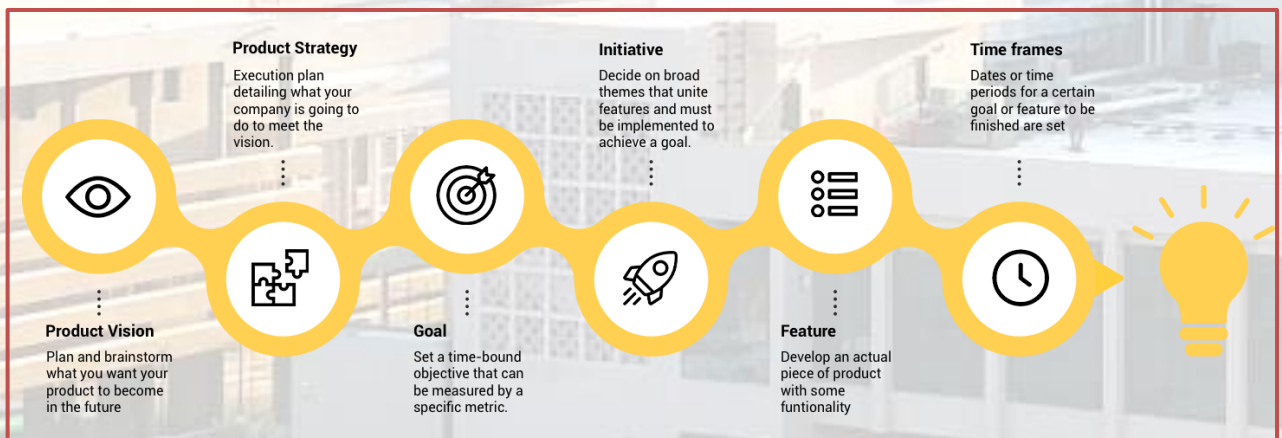 Product Vision
Plan and brainstorm
what you want your
product to become
in the future
Product Strategy
Execution plan
detailing what your
company is going to
do to meet the
vision.
Goal
Set a time-bound
objective that can
be measured by a
specific metric.
Initiative
Decide on broad
themes that unite
features and must
be implemented to
achieve a goal.
Feature
Develop an actual
piece of product
with some
funtionality
Time frames
Dates or time
periods for a certain
goal or feature to be
finished are set